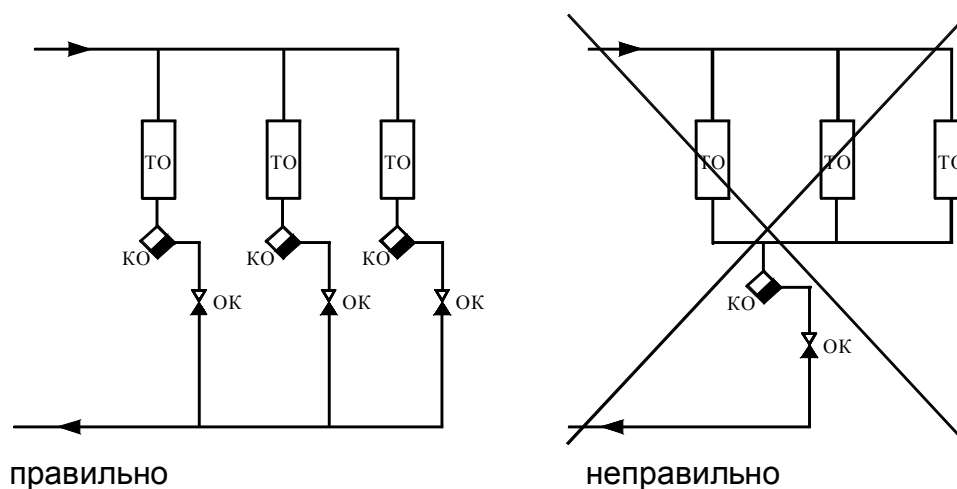 ТО ТО ТО ТО ТО ТО
КО КО КО
ОК ОК ОК КО
ОК
правильно неправильно